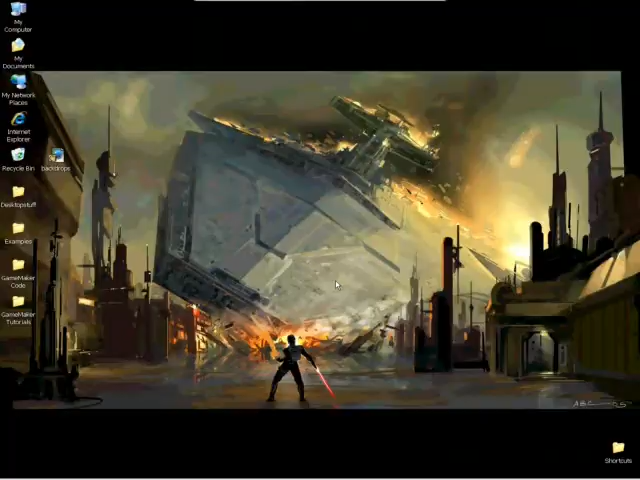 My
Computer
My
Documents
My Network
Places
Internet
Explorer
Recycle Bin
backdrops
Desktopstuff
Examples
GameMaker
Code
GameMaker
Tutorials
Shortcuts